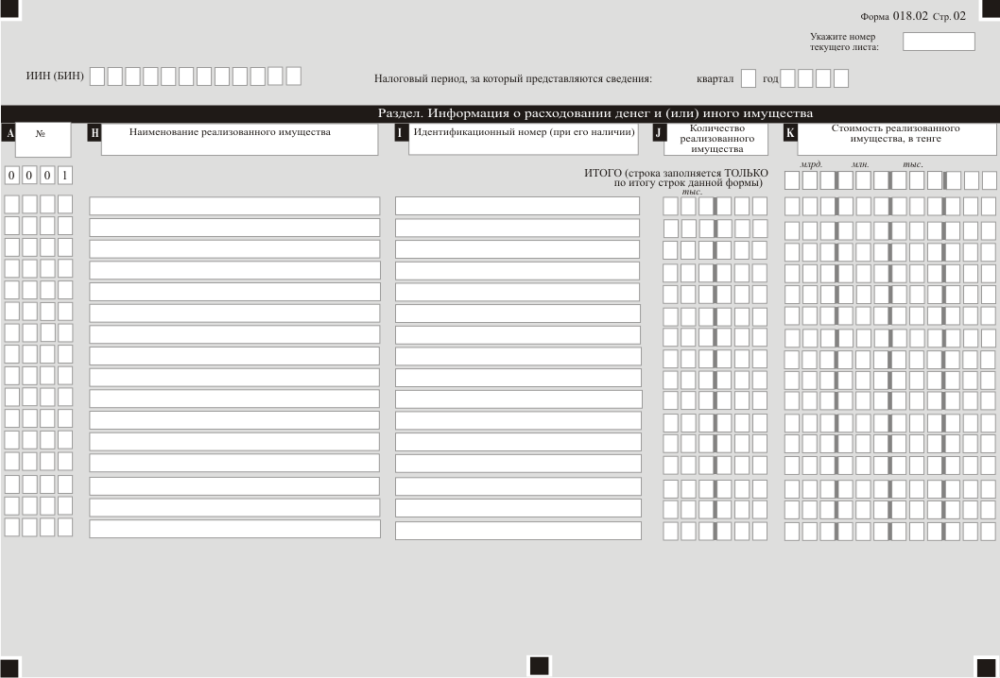 Форма 018.02 Стр. 02
Укажите номер
текущего листа:
ИИН (БИН)
Налоговый период, за который представляются сведения:
квартал
год
Раздел. Информация о расходовании денег и (или) иного имущества
A
№
H
Наименование реализованного имущества
I
Идентификационный номер (при его наличии)
J
Количество
реализованного
имущества
K
Стоимость реализованного
имущества, в тенге
млрд. млн. тыс.
0 0 0 1
ИТОГО (строка заполняется ТОЛЬКО
по итогу строк данной формы)
тыс.